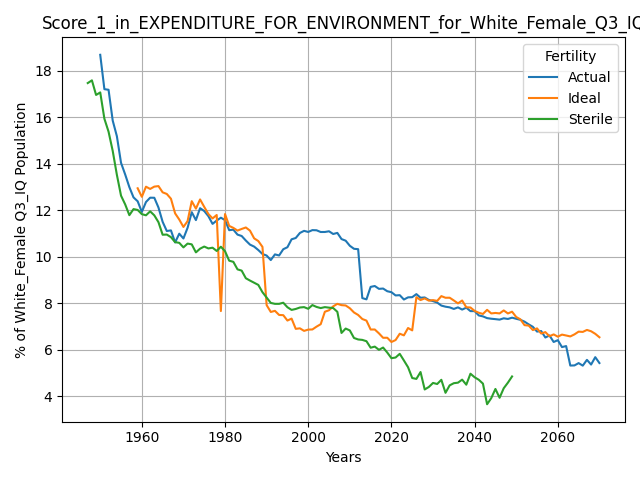 Score_1_in_EXPENDITURE_FOR_ENVIRONMENT_for_White_Female_Q3_IQ
Fertility
Actual
Ideal
Sterile
% of White_Female Q3_IQ Population
18
16
14
12
10
8
6
4
1960 1980 2000 2020 2040 2060
Years